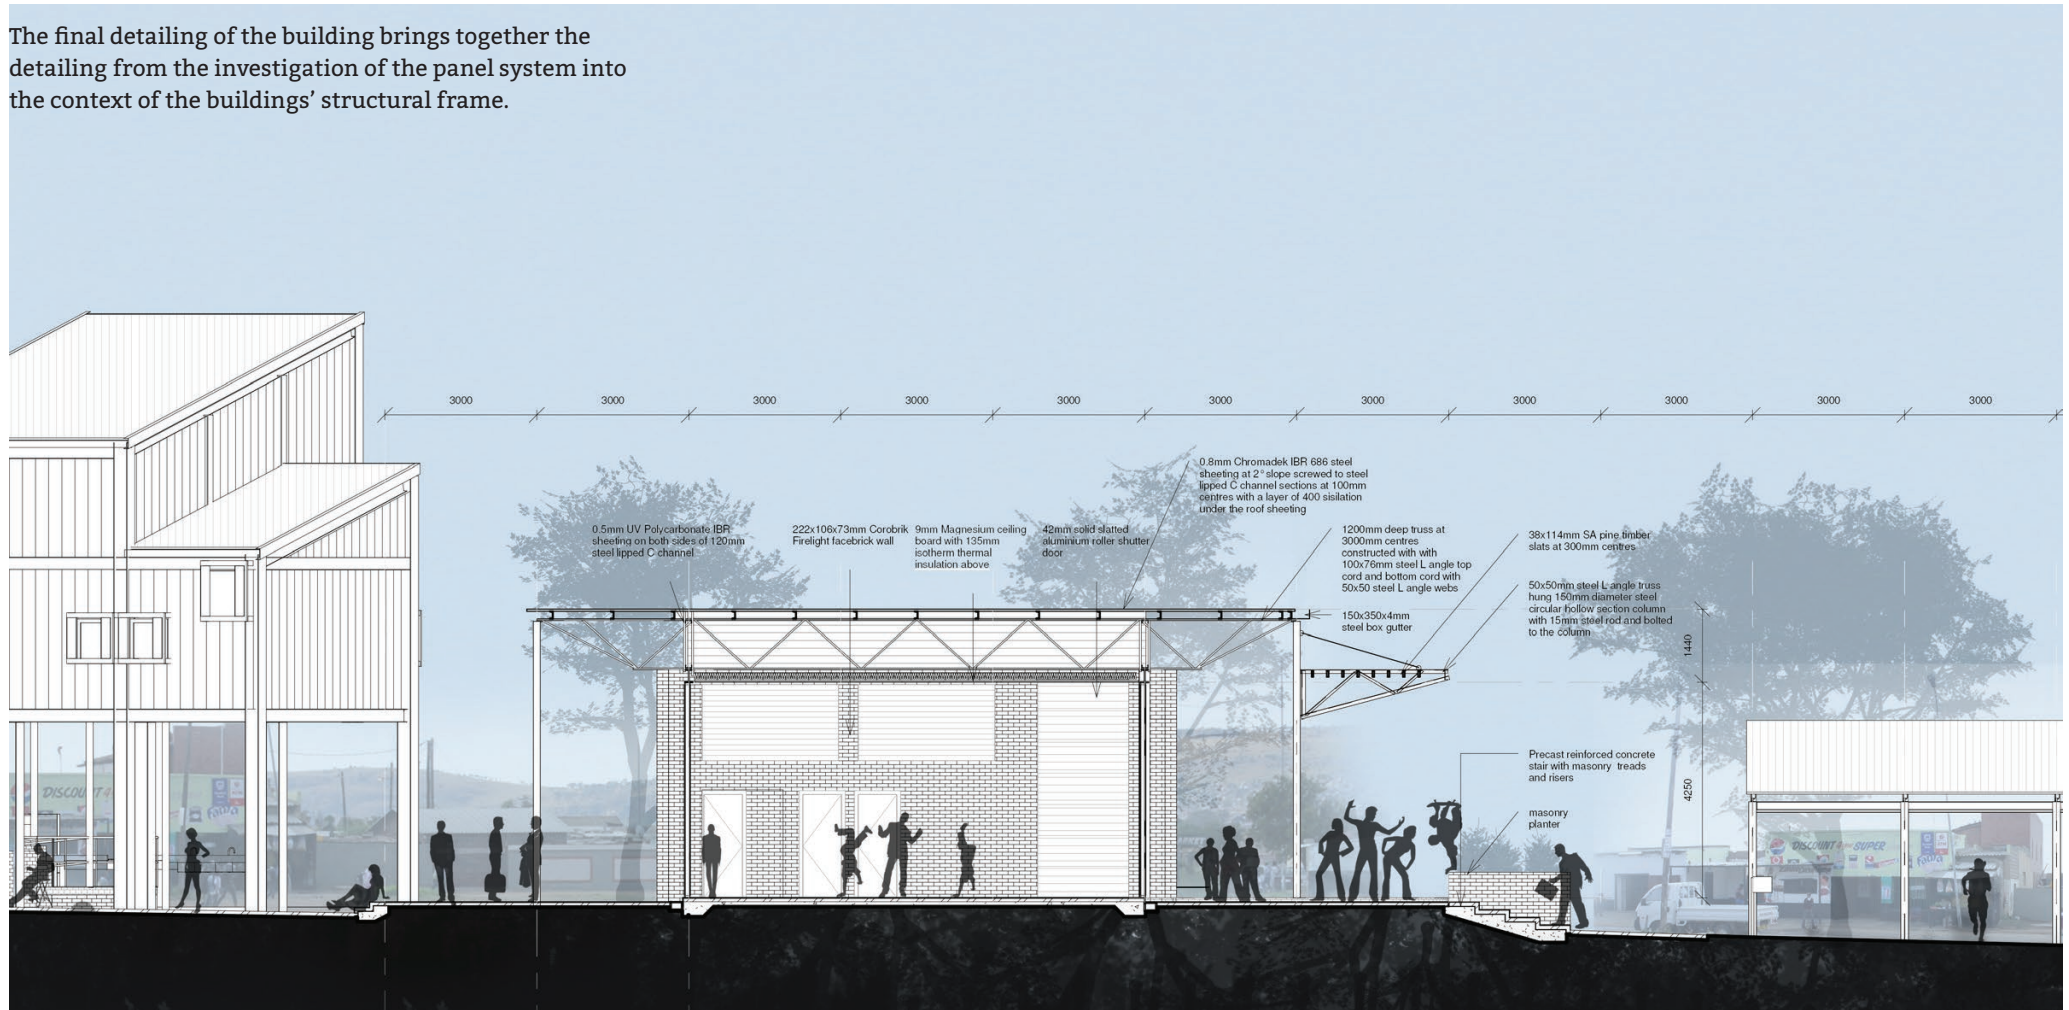 The final detailing of the building brings together the
detailing from the investigation of the panel system into
the context of the buildings’ structural frame.
3000 3000 3000 3000 3000 3000 3000 3000 3000 3000 3000
0.8mm Chromadek IBR 686 steel
sheeting at 2° slope screwed to steel
lipped C channel sections at 100mm
centres with a layer of 400 sisilation
under the roof sheeting
0.5mm UV Polycarbonate IBR
sheeting on both sides of 120mm
steel lipped C channel
222x106x73mm Corobrik
Firelight facebrick wall
9mm Magnesium ceiling
board with 135mm
isotherm thermal
insulation above
42mm solid slatted
aluminium roller shutter
door
1200mm deep truss at
3000mm centres
constructed with with
100x76mm steel L angle top
cord and bottom cord with
50x50 steel L angle webs
150x350x4mm
steel box gutter
38x114mm SA pine timber
slats at 300mm centres
50x50mm steel L angle truss
hung 150mm diameter steel
circular hollow section column
with 15mm steel rod and bolted
to the column
1440
4250
Precast reinforced concrete
stair with masonry treads
and risers
masonry
planter
DISCOUNT 4
DISCOUNT 4 SUPER